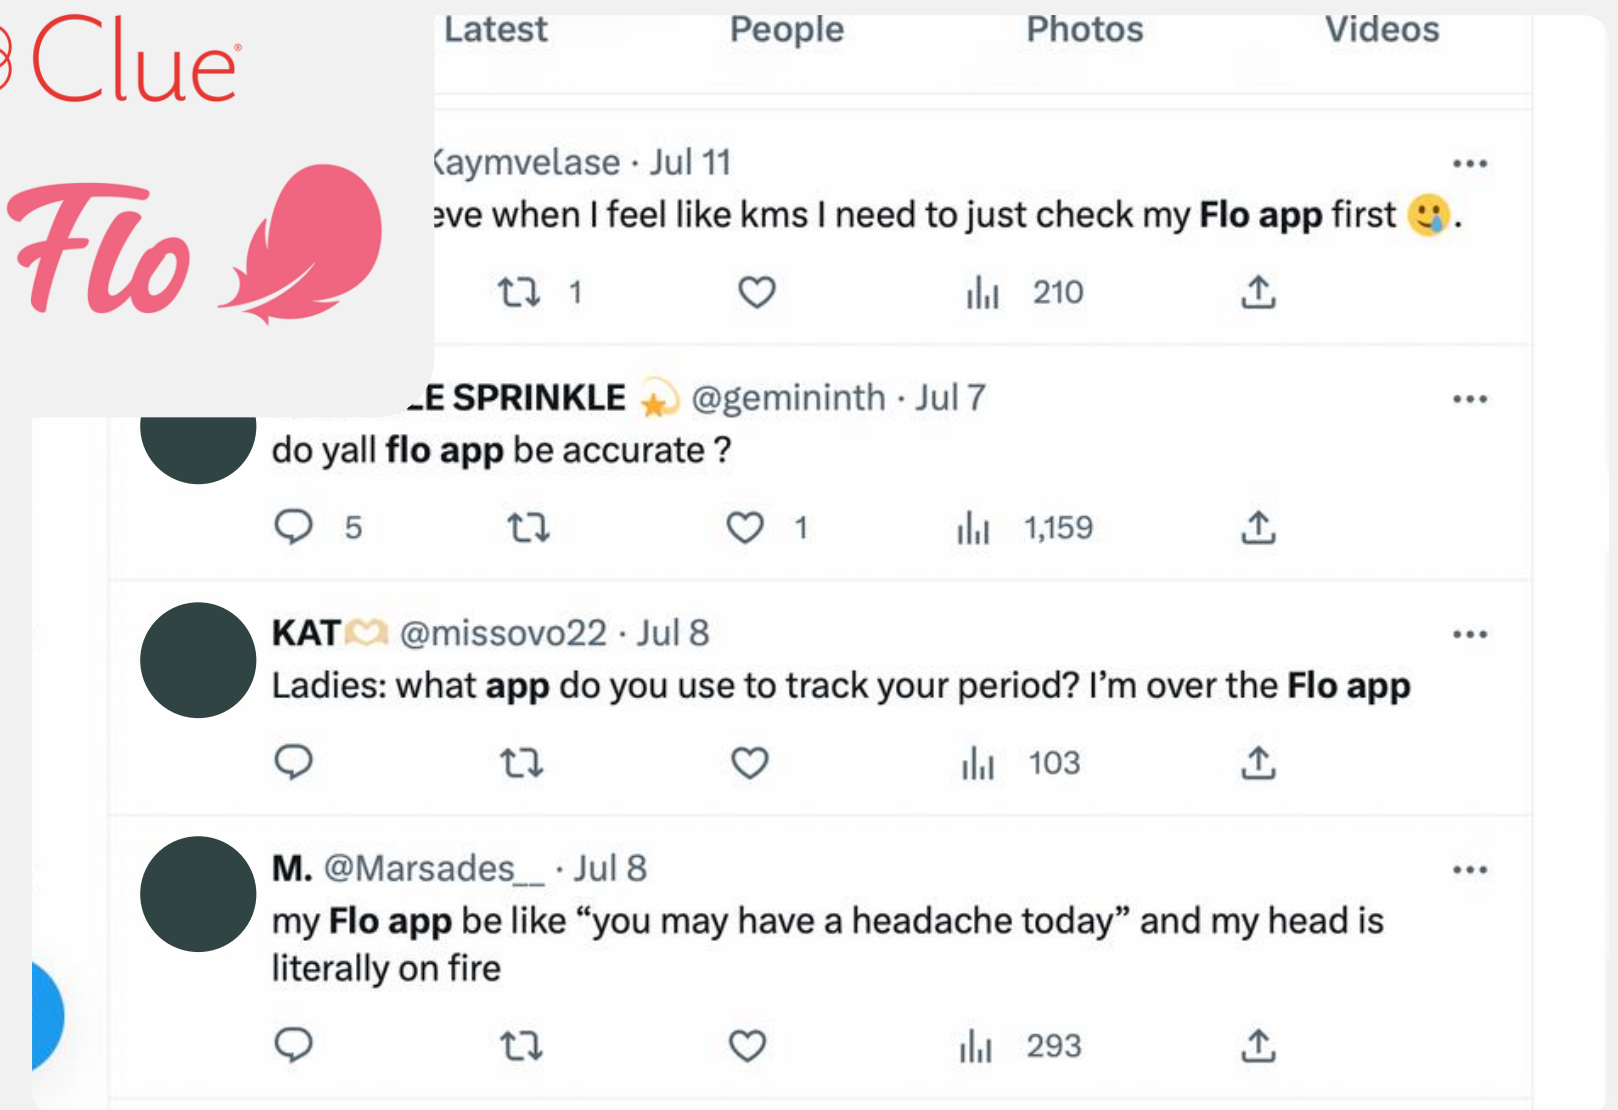 Clue®
Flo
Latest People Photos Videos
Kaymvelase · Jul 11
eve when I feel like kms I need to just check my Flo app first 🥲.
1 210
LE SPRINKLE 💫 @gemininth · Jul 7
do yall flo app be accurate ?
5 1 1,159
KAT🫶🏼 @missovo22 · Jul 8
Ladies: what app do you use to track your period? I’m over the Flo app
103
M. @Marsades__ · Jul 8
my Flo app be like “you may have a headache today” and my head is
literally on fire
293